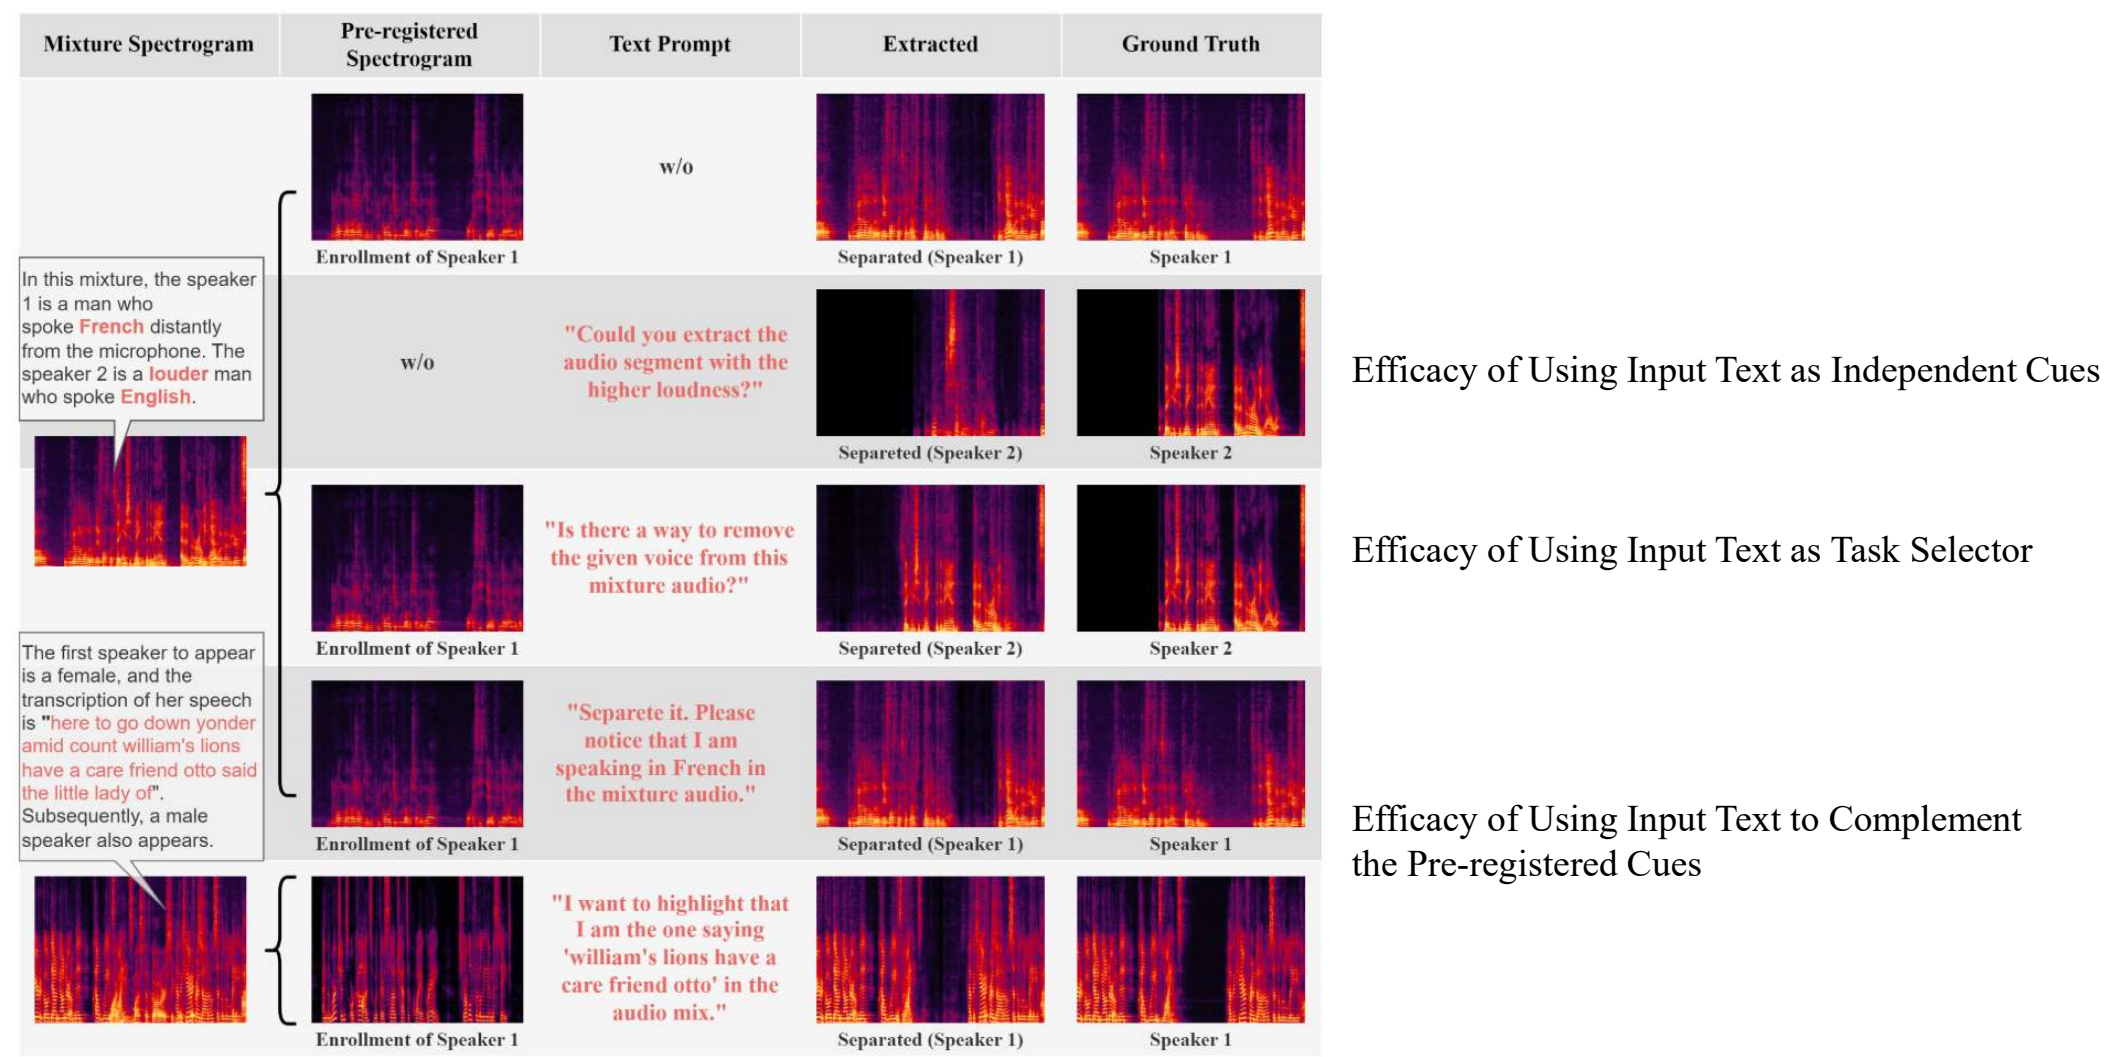 Mixture Spectrogram
Pre-registered
Spectrogram
Text Prompt
Extracted
Ground Truth
w/o
Enrollment of Speaker 1
Separated (Speaker 1)
Speaker 1
In this mixture, the speaker
1 is a man who
spoke French distantly
from the microphone. The
speaker 2 is a louder man
who spoke English.
w/o
"Could you extract the
audio segment with the
higher loudness?"
Separeted (Speaker 2)
Speaker 2
Efficacy of Using Input Text as Independent Cues
"Is there a way to remove
the given voice from this
mixture audio?"
Enrollment of Speaker 1
Separeted (Speaker 2)
Speaker 2
Efficacy of Using Input Text as Task Selector
The first speaker to appear
is a female, and the
transcription of her speech
is "here to go down yonder
amid count william's lions
have a care friend otto said
the little lady of".
Subsequently, a male
speaker also appears.
"Separete it. Please
notice that I am
speaking in French in
the mixture audio."
Enrollment of Speaker 1
Separated (Speaker 1)
Speaker 1
Efficacy of Using Input Text to Complement
the Pre-registered Cues
"I want to highlight that
I am the one saying
'william's lions have a
care friend otto' in the
audio mix."
Enrollment of Speaker 1
Separated (Speaker 1)
Speaker 1